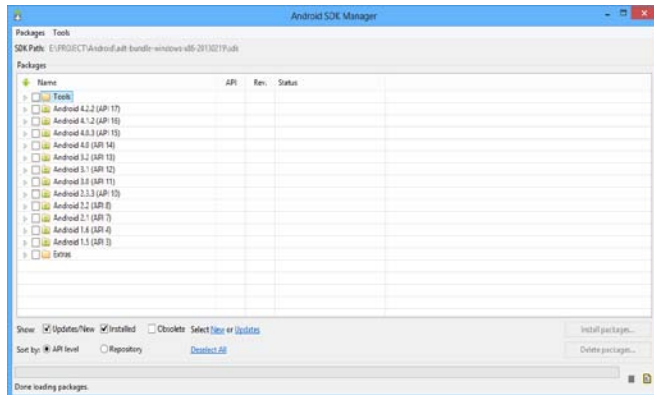 Android SDK Manager
Packages Tools
SDK Path: E:\PROJECT\Android\adt-bundle-windows-x86-20130219\sdk
Packages
Name API Rev. Status
Tools
Android 4.2.2 (API 17)
Android 4.1.2 (API 16)
Android 4.0.3 (API 15)
Android 4.0 (API 14)
Android 3.2 (API 13)
Android 3.1 (API 12)
Android 3.0 (API 11)
Android 2.3.3 (API 10)
Android 2.2 (API 8)
Android 2.1 (API 7)
Android 1.6 (API 4)
Android 1.5 (API 3)
Extras
Show: Updates/New Installed Obsolete Select New or Updates Install packages...
Sort by: API level Repository Deselect All Delete packages...
Done loading packages.